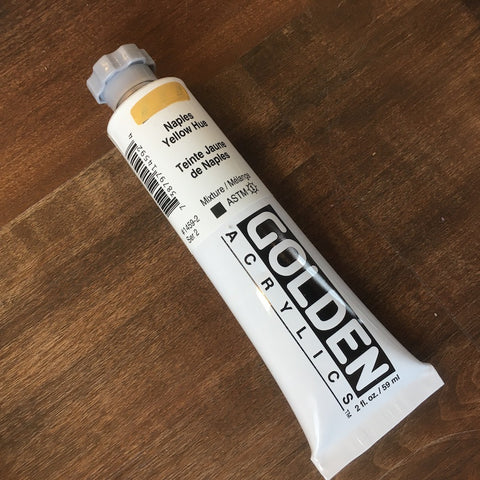 Naples
Yellow Hue
Teinte Jaune
de Naples
Mixture / Mélange
ASTM
#1459-2
Ser 2
GOLDEN
ACRYLICS
2 fl. oz. / 59 ml